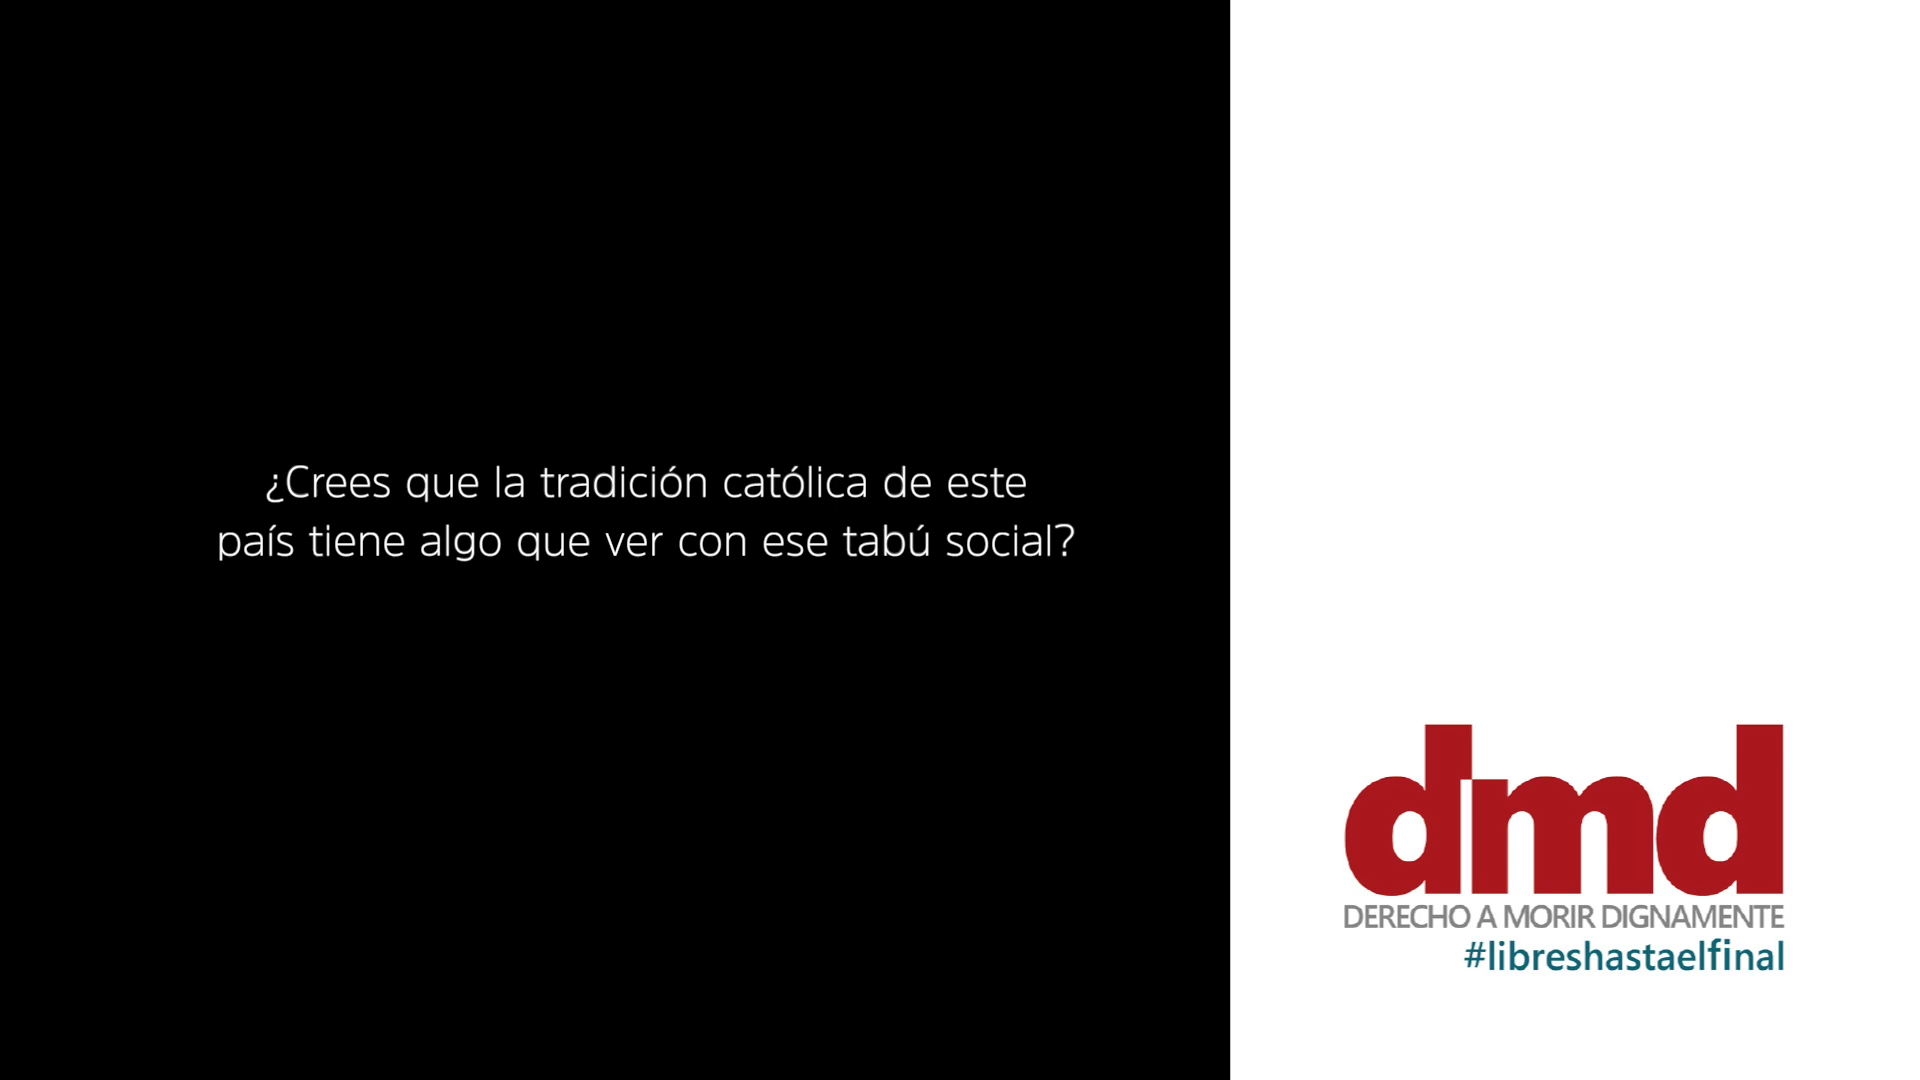 ¿Crees que la tradición católica de este
país tiene algo que ver con ese tabú social?
dmd
DERECHO A MORIR DIGNAMENTE
#libreshastaelfinal